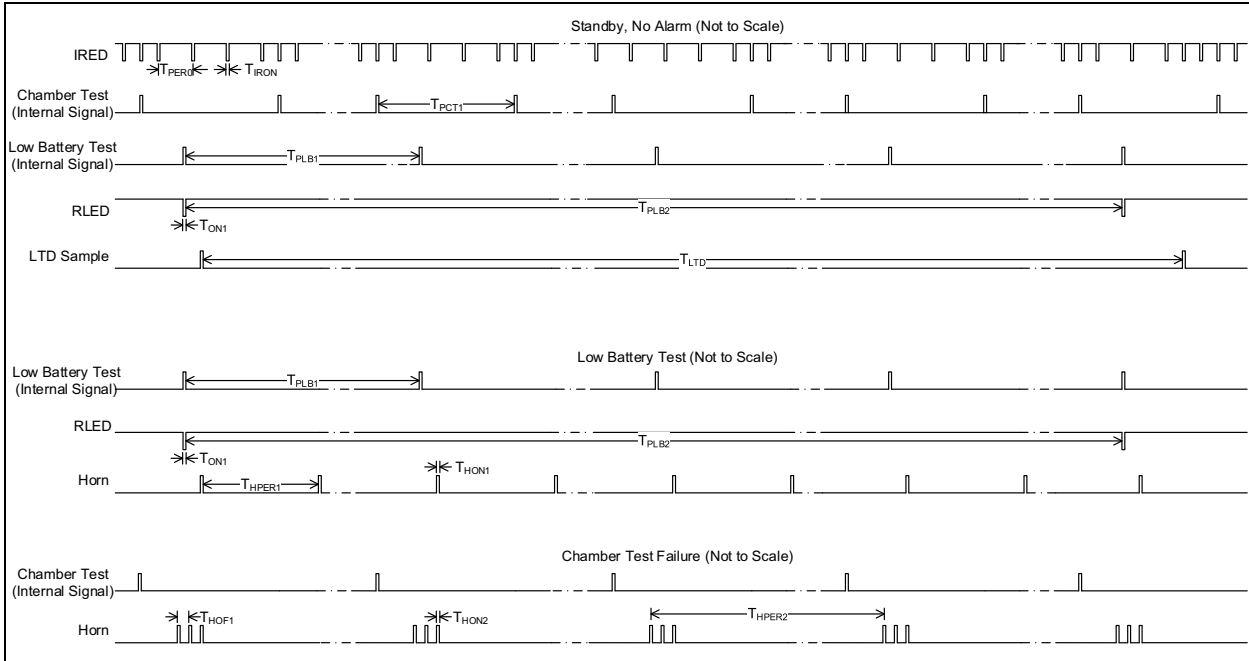 Standby, No Alarm (Not to Scale)
IRED
TPER0
TIRON
Chamber Test
(Internal Signal)
TPCT1
Low Battery Test
(Internal Signal)
TPLB1
RLED
TPLB2
TON1
LTD Sample
TLTD
Low Battery Test (Not to Scale)
Low Battery Test
(Internal Signal)
TPLB1
RLED
TPLB2
TON1
THON1
Horn
THPER1
Chamber Test Failure (Not to Scale)
Chamber Test
(Internal Signal)
THOF1
THON2
THPER2
Horn